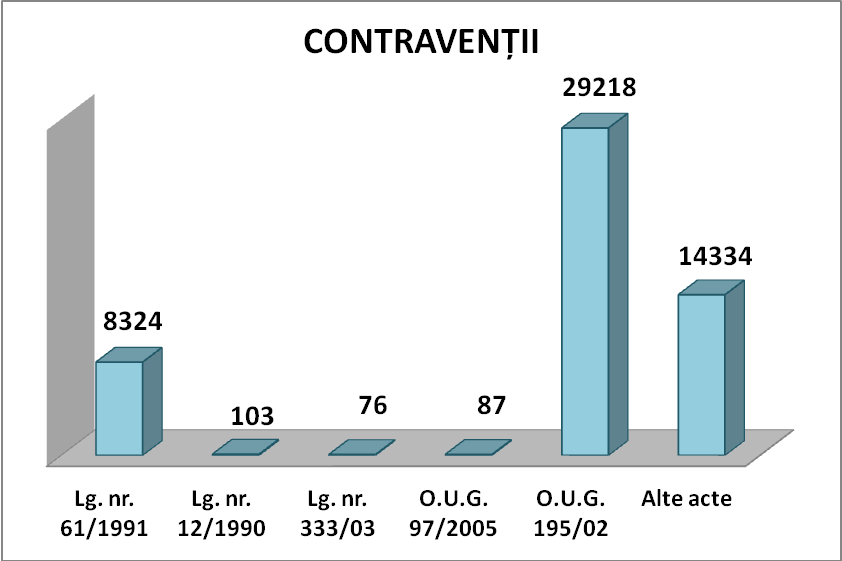 CONTRAVENȚII
29218
14334
8324
103
76
87
Lg. nr.
61/1991
Lg. nr.
12/1990
Lg. nr.
333/03
O.U.G.
97/2005
O.U.G.
195/02
Alte acte